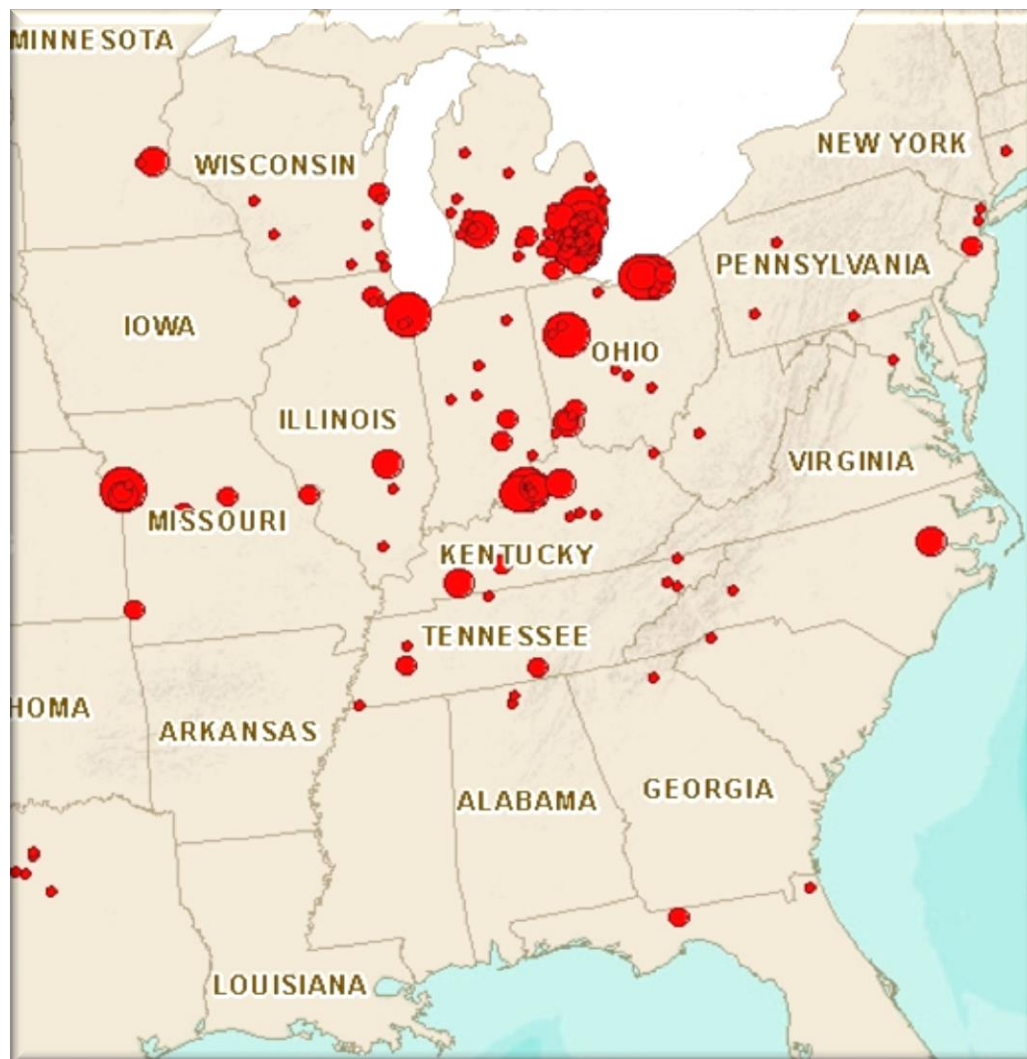 MINNESOTA
NEW YORK
WISCONSIN
PENNSYLVANIA
IOWA
OHIO
ILLINOIS
VIRGINIA
MISSOURI
KENTUCKY
TENNESSEE
HOMA
ARKANSAS
GEORGIA
ALABAMA
LOUISIANA